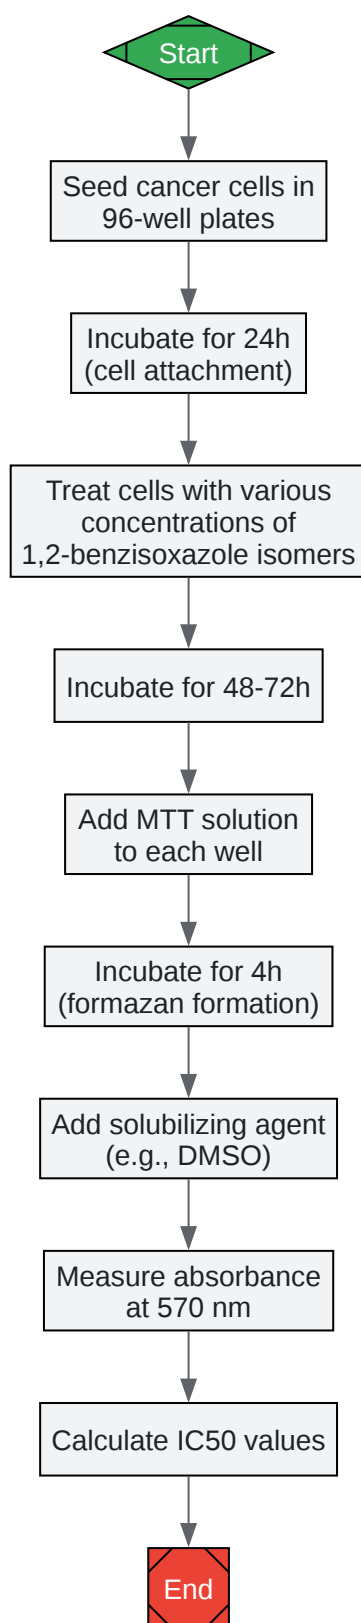 Start
Seed cancer cells in
96-well plates
Incubate for 24h
(cell attachment)
Treat cells with various
concentrations of
1,2-benzisoxazole isomers
Incubate for 48-72h
Add MTT solution
to each well
Incubate for 4h
(formazan formation)
Add solubilizing agent
(e.g., DMSO)
Measure absorbance
at 570 nm
Calculate IC50 values
End